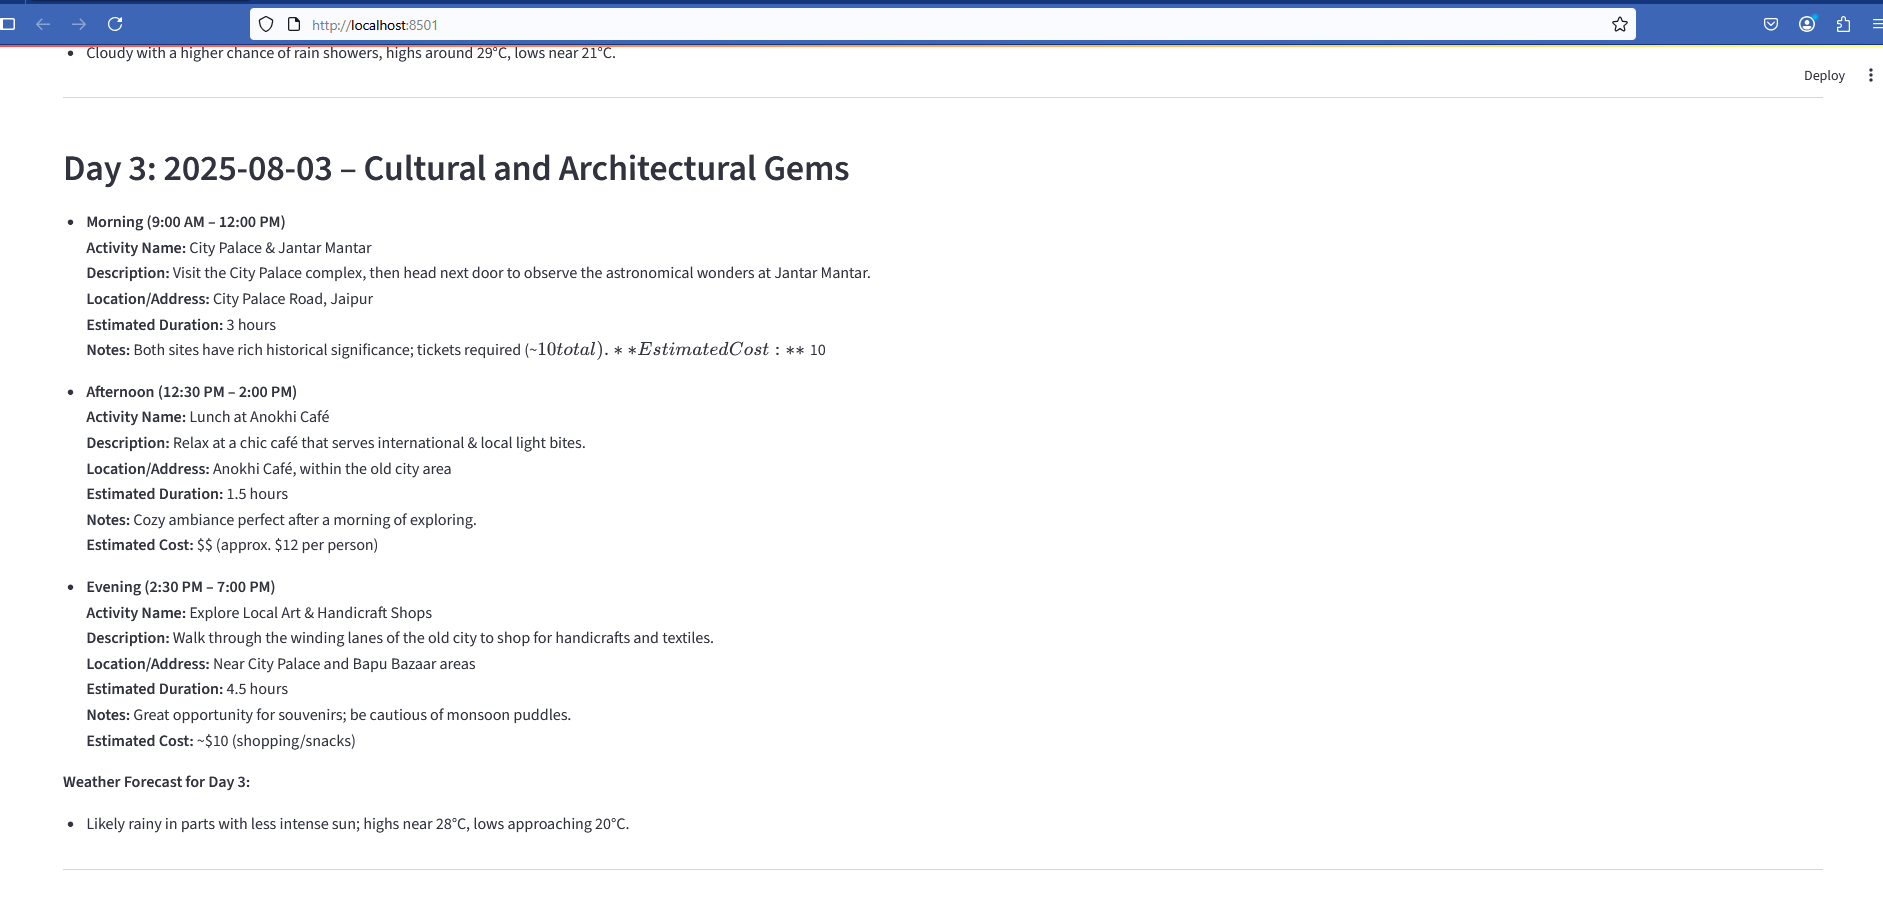 http://localhost:8501
Cloudy with a higher chance of rain showers, highs around 29°C, lows near 21°C.
Deploy
Day 3: 2025-08-03 – Cultural and Architectural Gems
Morning (9:00 AM – 12:00 PM)
Activity Name: City Palace & Jantar Mantar
Description: Visit the City Palace complex, then head next door to observe the astronomical wonders at Jantar Mantar.
Location/Address: City Palace Road, Jaipur
Estimated Duration: 3 hours
Notes: Both sites have rich historical significance; tickets required (~10total). ∗ ∗EstimatedCost : ∗∗ 10
Afternoon (12:30 PM – 2:00 PM)
Activity Name: Lunch at Anokhi Café
Description: Relax at a chic café that serves international & local light bites.
Location/Address: Anokhi Café, within the old city area
Estimated Duration: 1.5 hours
Notes: Cozy ambiance perfect after a morning of exploring.
Estimated Cost: $$ (approx. $12 per person)
Evening (2:30 PM – 7:00 PM)
Activity Name: Explore Local Art & Handicraft Shops
Description: Walk through the winding lanes of the old city to shop for handicrafts and textiles.
Location/Address: Near City Palace and Bapu Bazaar areas
Estimated Duration: 4.5 hours
Notes: Great opportunity for souvenirs; be cautious of monsoon puddles.
Estimated Cost: ~$10 (shopping/snacks)
Weather Forecast for Day 3:
Likely rainy in parts with less intense sun; highs near 28°C, lows approaching 20°C.